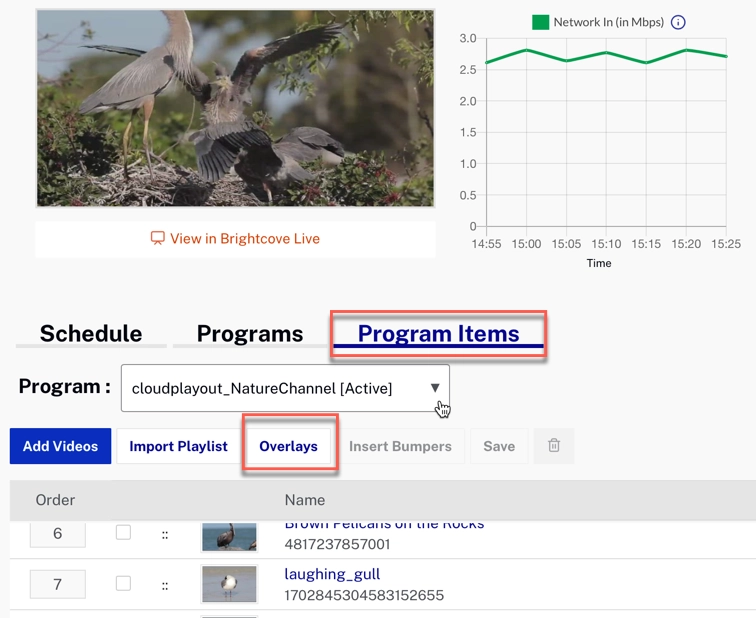 Network In (in Mbps)
3.0
2.5
2.0
1.5
1.0
0.5
0
14:55 15:00 15:05 15:10 15:15 15:20 15:25
Time
View in Brightcove Live
Schedule Programs Program Items
Program : cloudplayout_NatureChannel [Active]
Add Videos Import Playlist Overlays Insert Bumpers Save
Order Name
6 Brown Pelicans on the Rocks
4817237857001
7 laughing_gull
1702845304583152655